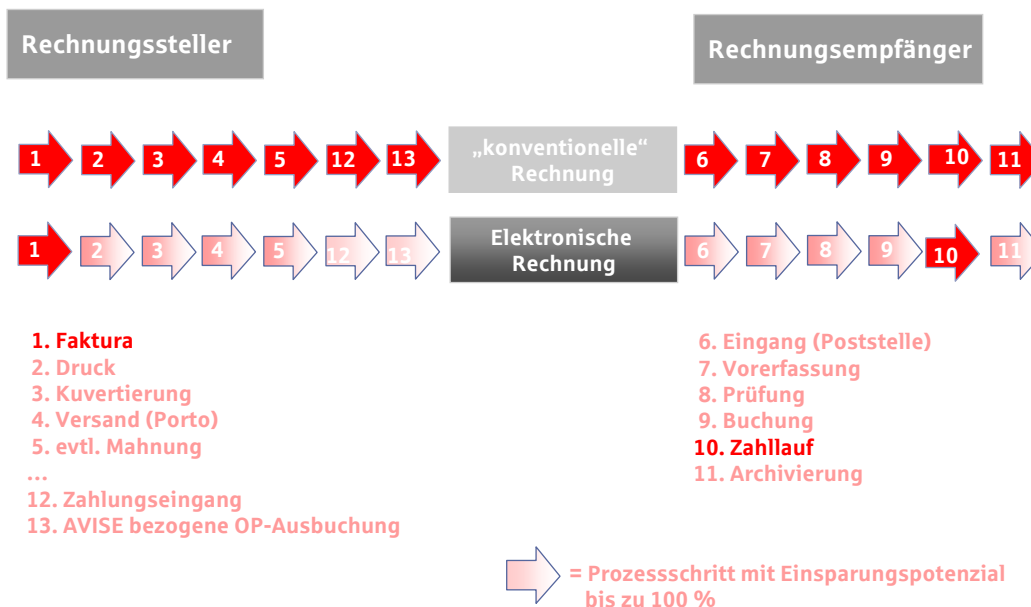 Rechnungssteller
Rechnungsempfänger
1 2 3 4 5 12 13
„konventionelle“
Rechnung
6 7 8 9 10 11
1 2 3 4 5 12 13
Elektronische
Rechnung
6 7 8 9 10 11
1. Faktura
2. Druck
3. Kuvertierung
4. Versand (Porto)
5. evtl. Mahnung
...
12. Zahlungseingang
13. AVISE bezogene OP-Ausbuchung
6. Eingang (Poststelle)
7. Vorerfassung
8. Prüfung
9. Buchung
10. Zahllauf
11. Archivierung
= Prozessschritt mit Einsparungspotenzial
bis zu 100 %